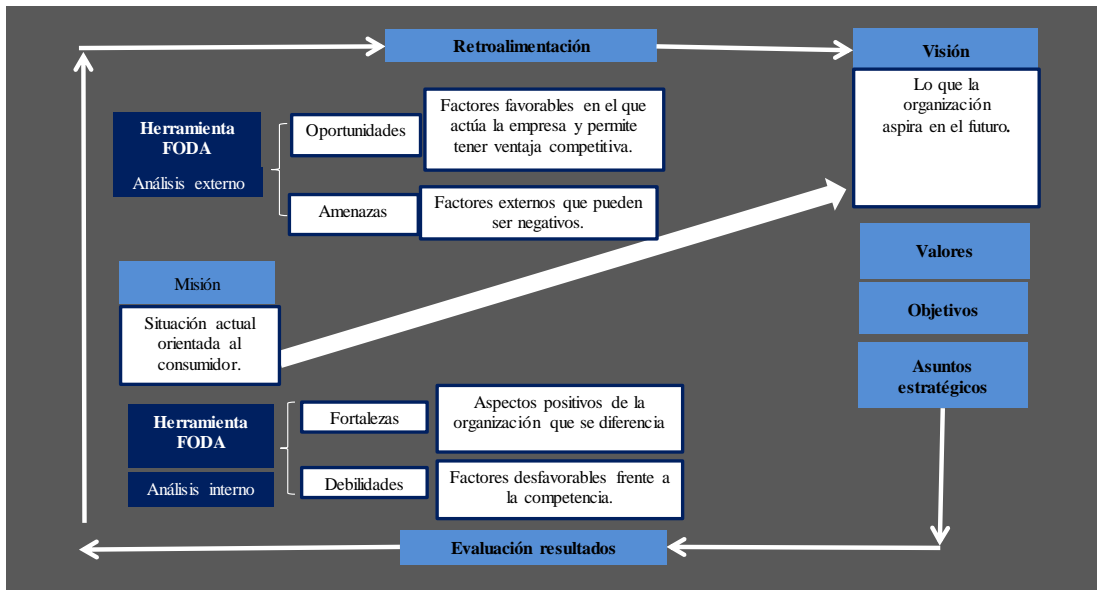 Retroalimentación
Visión
Lo que la
organización
aspira en el futuro.
Herramienta
FODA
Análisis externo
Oportunidades
Factores favorables en el que
actúa la empresa y permite
tener ventaja competitiva.
Amenazas
Factores externos que pueden
ser negativos.
Valores
Objetivos
Asuntos
estratégicos
Misión
Situación actual
orientada al
consumidor.
Herramienta
FODA
Análisis interno
Fortalezas
Aspectos positivos de la
organización que se diferencia
Debilidades
Factores desfavorables frente a
la competencia.
Evaluación resultados